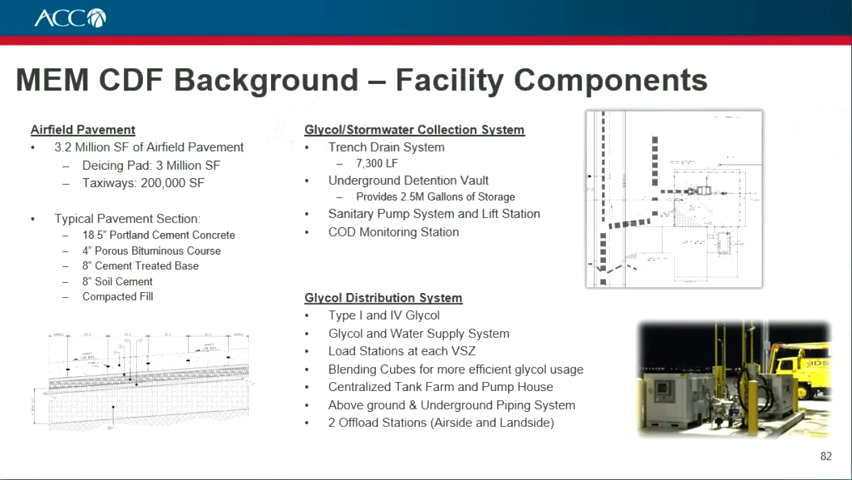 ACC
MEM CDF Background – Facility Components
Airfield Pavement
• 3.2 Million SF of Airfield Pavement
– Deicing Pad: 3 Million SF
– Taxiways: 200,000 SF
• Typical Pavement Section:
– 18.5" Portland Cement Concrete
– 4" Porous Bituminous Course
– 8" Cement Treated Base
– 8" Soil Cement
– Compacted Fill
Glycol/Stormwater Collection System
• Trench Drain System
– 7,300 LF
• Underground Detention Vault
– Provides 2.5M Gallons of Storage
• Sanitary Pump System and Lift Station
• COD Monitoring Station
Glycol Distribution System
• Type I and IV Glycol
• Glycol and Water Supply System
• Load Stations at each VSZ
• Blending Cubes for more efficient glycol usage
• Centralized Tank Farm and Pump House
• Above ground & Underground Piping System
• 2 Offload Stations (Airside and Landside)
82